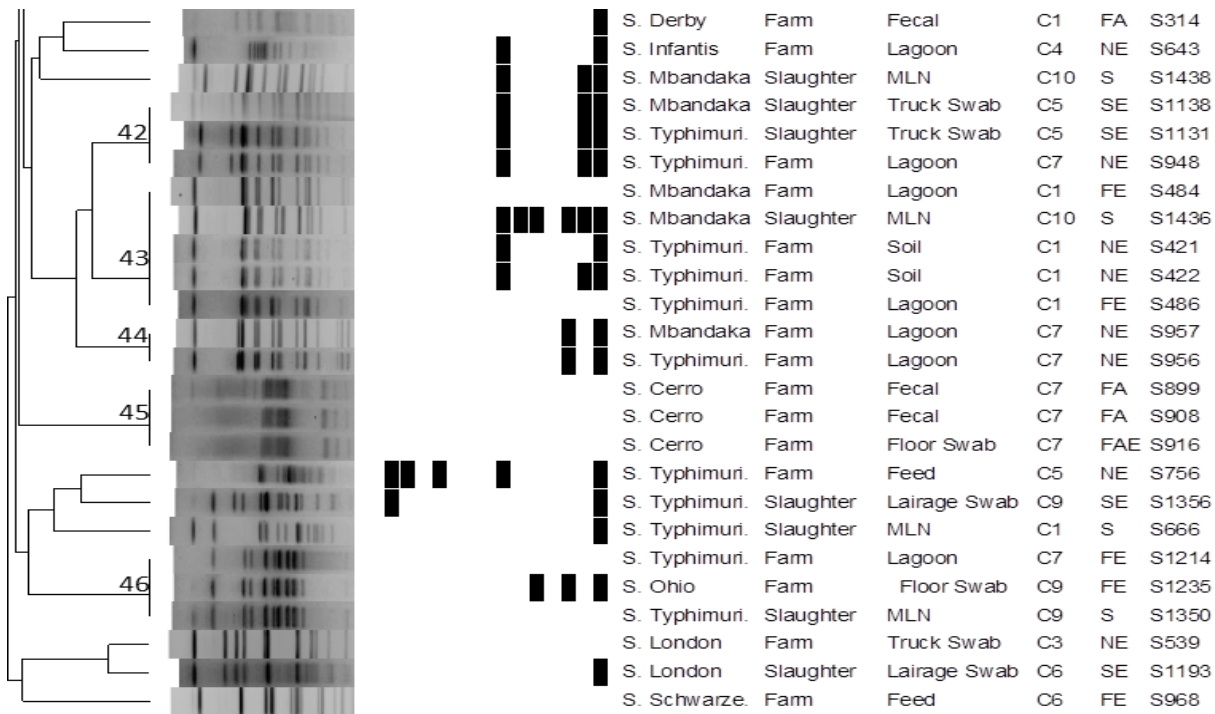 S. Derby Farm Fecal C1 FA S314
S. Infantis Farm Lagoon C4 NE S643
S. Mbandaka Slaughter MLN C10 S S1438
S. Mbandaka Slaughter Truck Swab C5 SE S1138
42 S. Typhimuri. Slaughter Truck Swab C5 SE S1131
S. Typhimuri. Farm Lagoon C7 NE S948
S. Mbandaka Farm Lagoon C1 FE S484
S. Mbandaka Slaughter MLN C10 S S1436
43 S. Typhimuri. Farm Soil C1 NE S421
S. Typhimuri. Farm Soil C1 NE S422
S. Typhimuri. Farm Lagoon C1 FE S486
44 S. Mbandaka Farm Lagoon C7 NE S957
S. Typhimuri. Farm Lagoon C7 NE S956
S. Cerro Farm Fecal C7 FA S899
45 S. Cerro Farm Fecal C7 FA S908
S. Cerro Farm Floor Swab C7 FAE S916
S. Typhimuri. Farm Feed C5 NE S756
S. Typhimuri. Slaughter Lairage Swab C9 SE S1356
S. Typhimuri. Slaughter MLN C1 S S666
S. Typhimuri. Farm Lagoon C7 FE S1214
46 S. Ohio Farm Floor Swab C9 FE S1235
S. Typhimuri. Slaughter MLN C9 S S1350
S. London Farm Truck Swab C3 NE S539
S. London Slaughter Lairage Swab C6 SE S1193
S. Schwarze. Farm Feed C6 FE S968